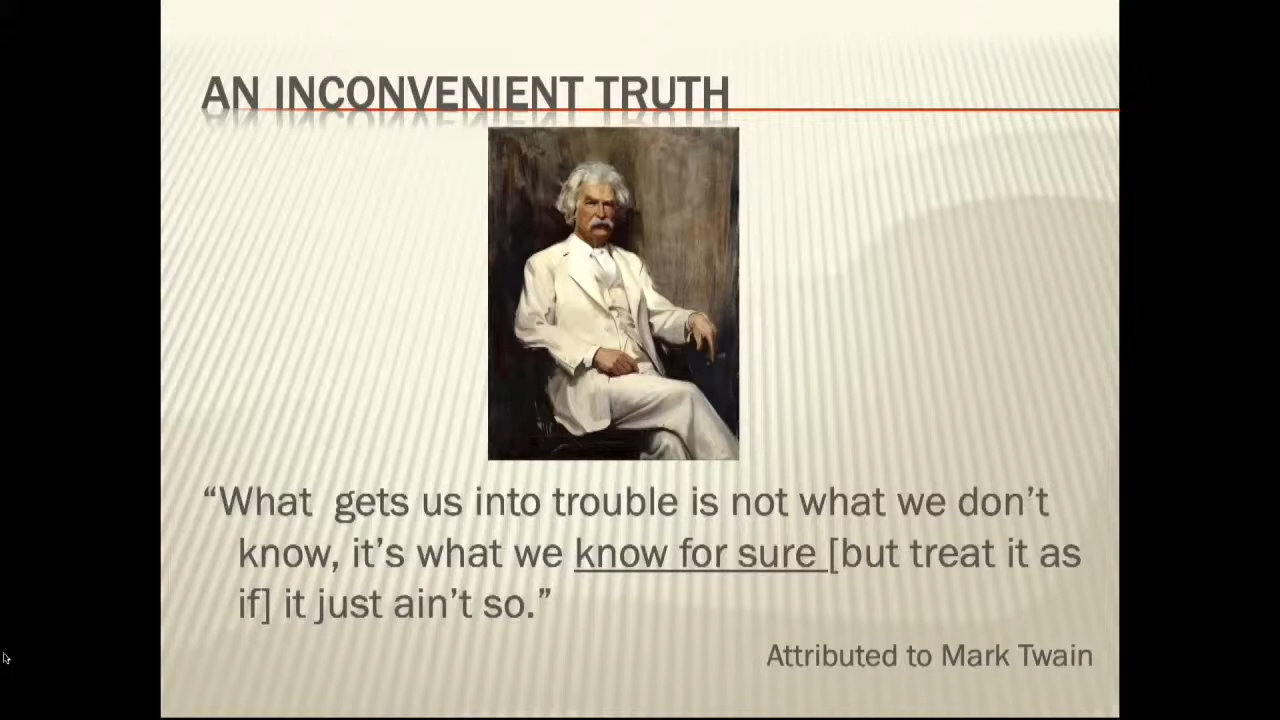 AN INCONVENIENT TRUTH
“What gets us into trouble is not what we don’t
know, it’s what we know for sure [but treat it as
if] it just ain’t so.”
Attributed to Mark Twain